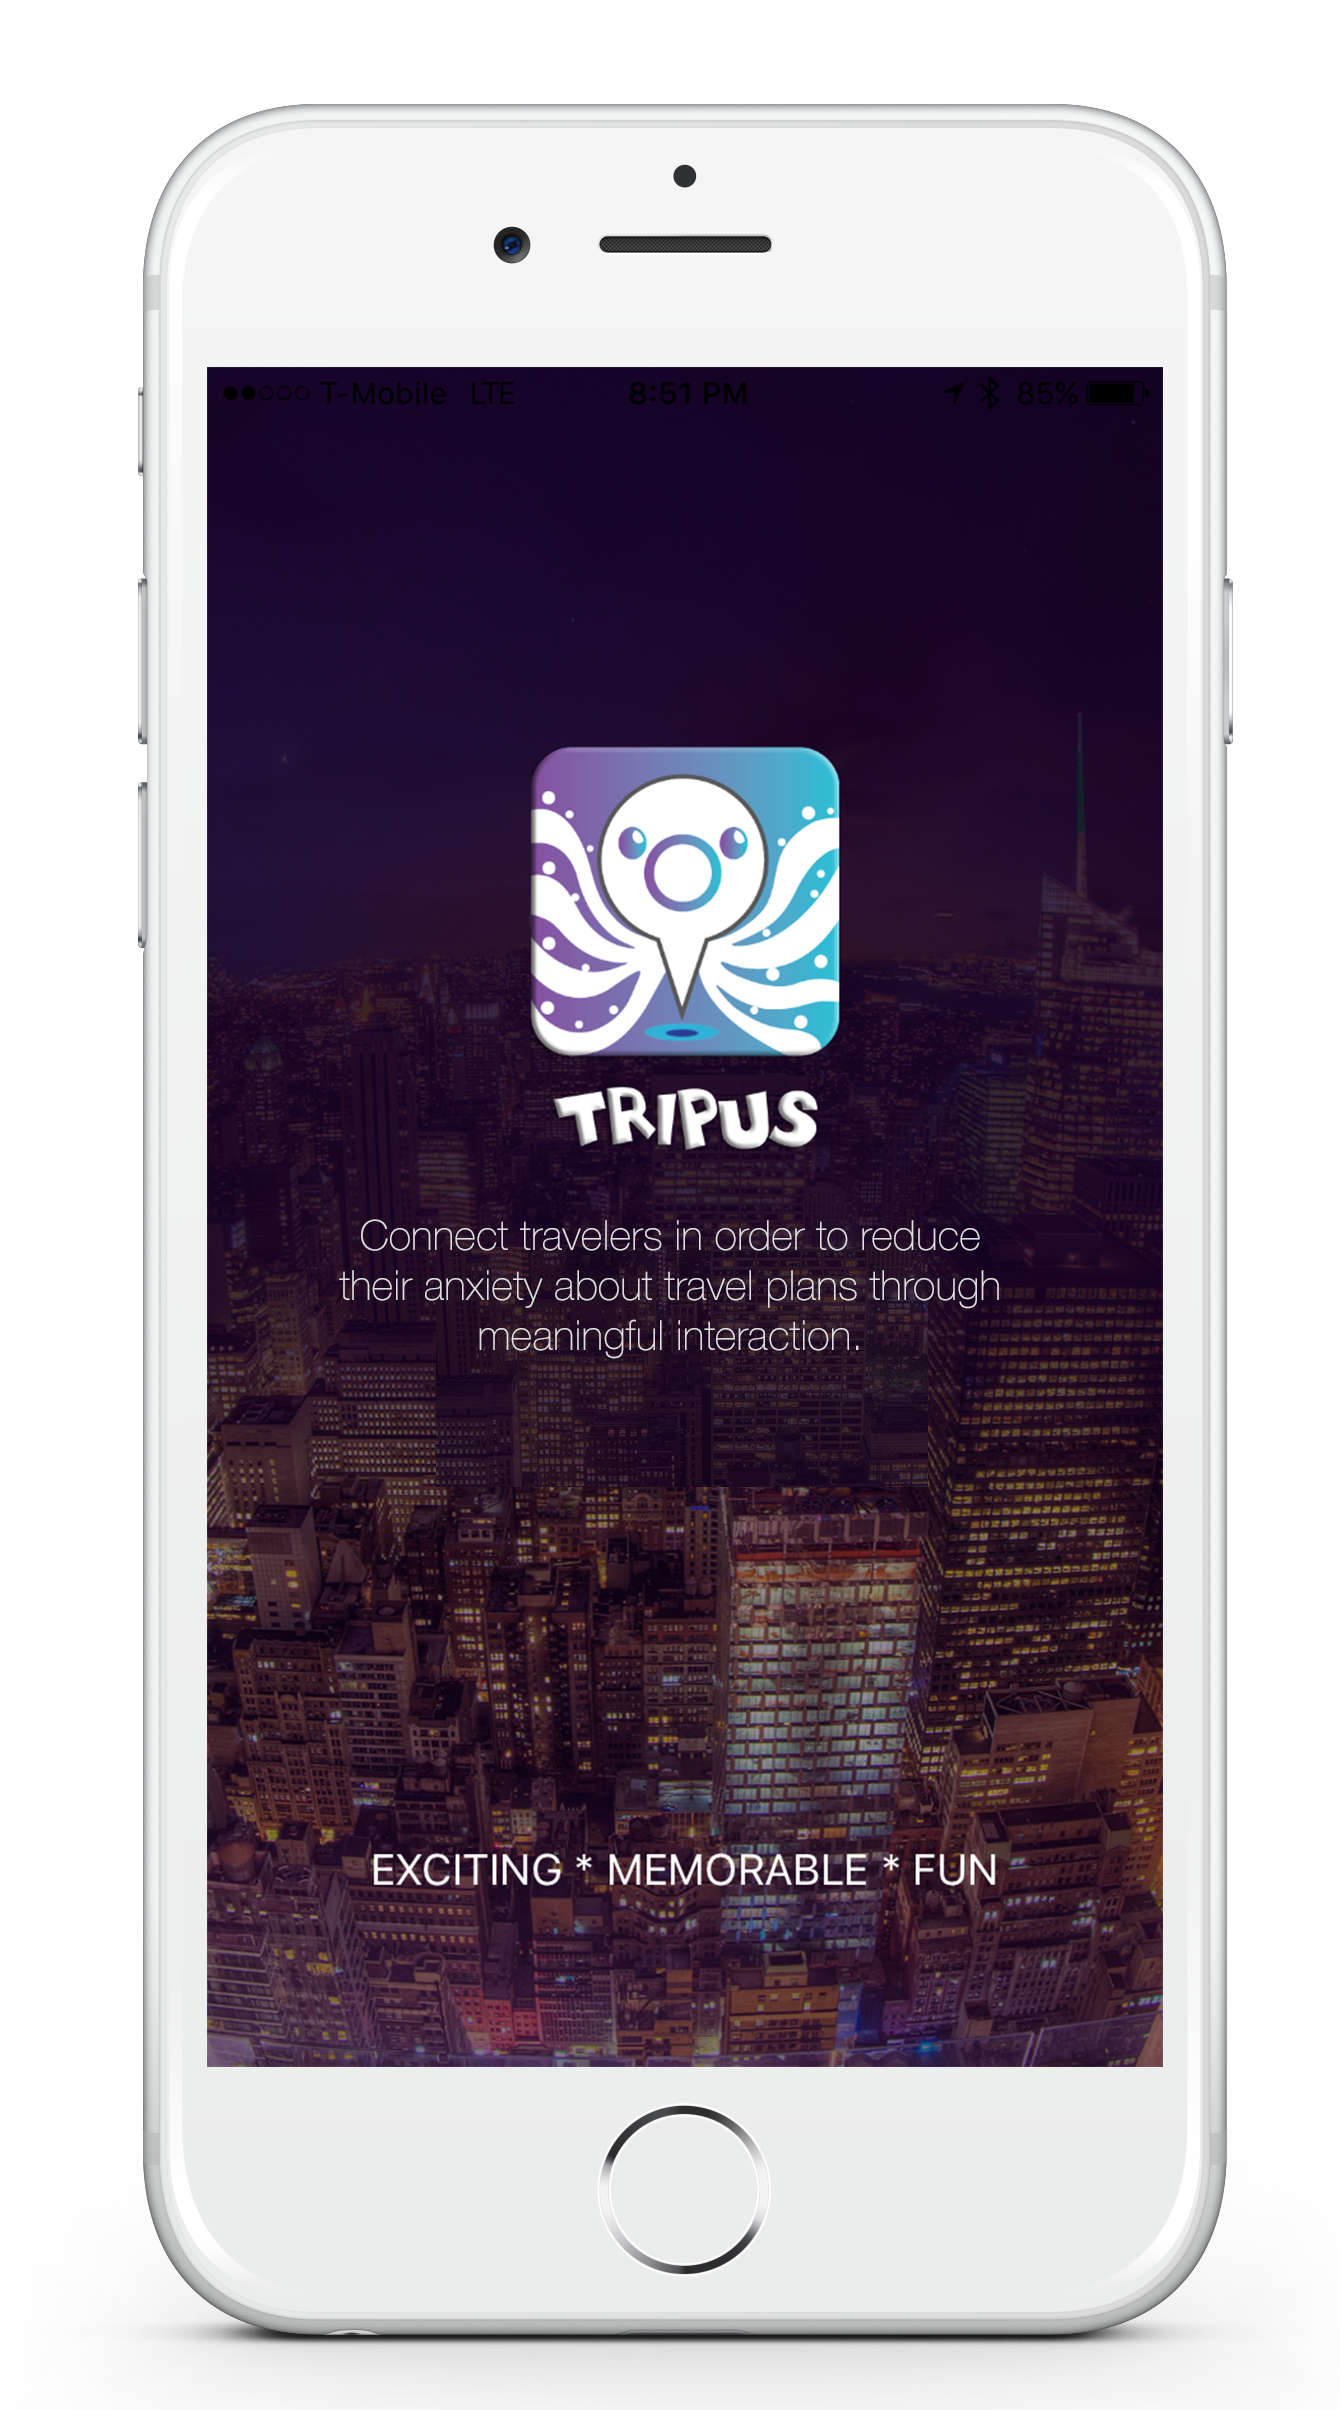 T-Mobile LTE 8:51 PM 85%
TRIPUS
Connect travelers in order to reduce
their anxiety about travel plans through
meaningful interaction.
EXCITING * MEMORABLE * FUN